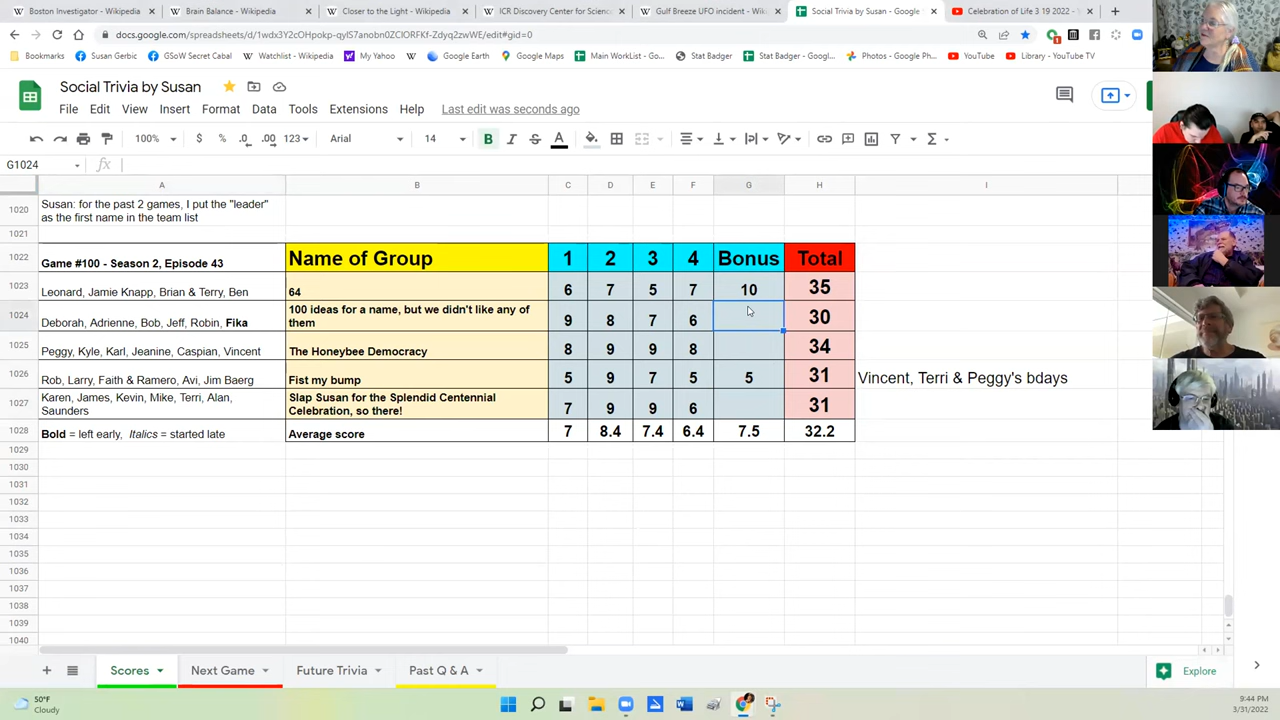 Boston Investigator - Wikipedia
Brain Balance - Wikipedia
Closer to the Light - Wikipedia
ICR Discovery Center for Scienc
Gulf Breeze UFO incident - Wiki
Social Trivia by Susan - Google
Celebration of Life 3 19 2022 -
docs.google.com/spreadsheets/d/
Bookmarks
Susan Gerbic
GSoW Secret Cabal
Watchlist - Wikipedia
My Yahoo
Google Earth
Google Maps
Main WorkList - Go...
Stat Badger
Stat Badger - Googl...
Photos - Google Ph...
YouTube
Library - YouTube TV
Social Trivia by Susan
File Edit View Insert Format Data Tools Extensions Help Last edit was seconds ago
100% $ % .0 .00 123 Arial 14 B I S A
G1024 fx
A B C D E F G H I
1020 Susan: for the past 2 games, I put the "leader"
as the first name in the team list
1021
1022 Game #100 - Season 2, Episode 43 Name of Group 1 2 3 4 Bonus Total
1023 Leonard, Jamie Knapp, Brian & Terry, Ben 64 6 7 5 7 10 35
1024 Deborah, Adrienne, Bob, Jeff, Robin, Fika 100 ideas for a name, but we didn't like any of
them 9 8 7 6 30
1025 Peggy, Kyle, Karl, Jeanine, Caspian, Vincent The Honeybee Democracy 8 9 9 8 34
1026 Rob, Larry, Faith & Ramero, Avi, Jim Baerg Fist my bump 5 9 7 5 5 31 Vincent, Terri & Peggy's bdays
1027 Karen, James, Kevin, Mike, Terri, Alan,
Saunders Slap Susan for the Splendid Centennial
Celebration, so there! 7 9 9 6 31
1028 Bold = left early, Italics = started late Average score 7 8.4 7.4 6.4 7.5 32.2
1029
1030
1031
1032
1033
1034
1035
1036
1037
1038
1039
1040
Scores Next Game Future Trivia Past Q & A Explore
50°F
Cloudy
9:44 PM
3/31/2022